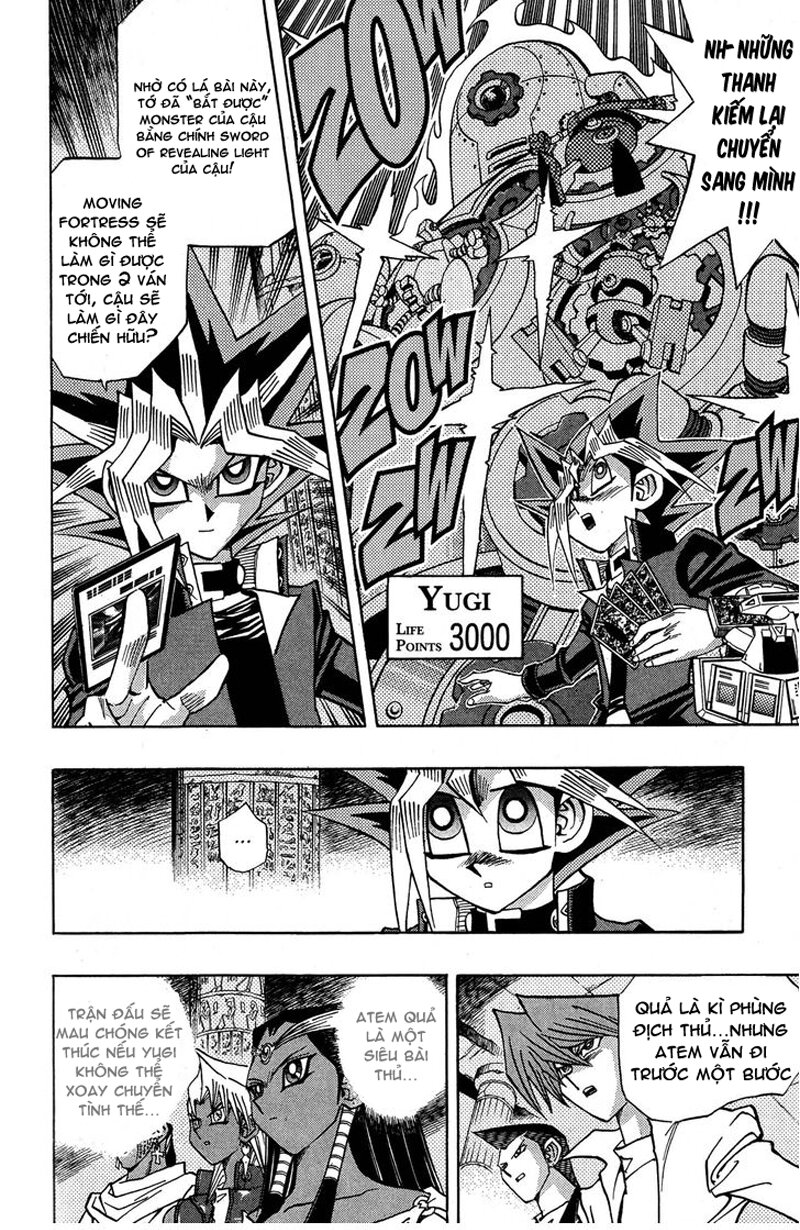 NH- NHỮNG
THANH
KIẾM LẠI
CHUYỂN
SANG MÌNH
!!!
ZOW
ZOW
ZOW
ZW
ZW
YUGI
LIFE
POINTS 3000
NHỜ CÓ LÁ BÀI NÀY,
TỚ ĐÃ "BẮT ĐƯỢC"
MONSTER CỦA CẬU
BẰNG CHÍNH SWORD
OF REVEALING LIGHT
CỦA CẬU!
MOVING
FORTRESS SẼ
KHÔNG THỂ
LÀM GÌ ĐƯỢC
TRONG 2 VÁN
TỚI, CẬU SẼ
LÀM GÌ ĐÂY
CHIẾN HỮU?
...
QUẢ LÀ KÌ PHÙNG
ĐỊCH THỦ...NHƯNG
ATEM VẪN ĐI
TRƯỚC MỘT BƯỚC
ATEM QUẢ
LÀ MỘT
SIÊU BÀI
THỦ...
TRẬN ĐẤU SẼ
MAU CHÓNG KẾT
THÚC NẾU YUGI
KHÔNG THỂ
XOAY CHUYỂN
TÌNH THẾ...